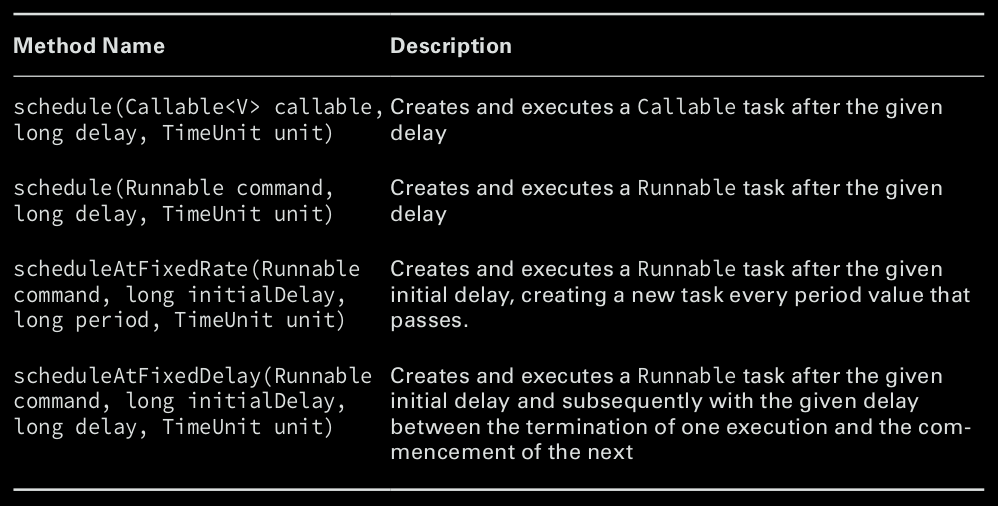 Method Name Description
schedule(Callable<V> callable, Creates and executes a Callable task after the given
long delay, TimeUnit unit) delay
schedule(Runnable command, Creates and executes a Runnable task after the given
long delay, TimeUnit unit) delay
scheduleAtFixedRate(Runnable Creates and executes a Runnable task after the given
command, long initialDelay, initial delay, creating a new task every period value that
long period, TimeUnit unit) passes.
scheduleAtFixedDelay(Runnable Creates and executes a Runnable task after the given
command, long initialDelay, initial delay and subsequently with the given delay
long delay, TimeUnit unit) between the termination of one execution and the com-
mencement of the next